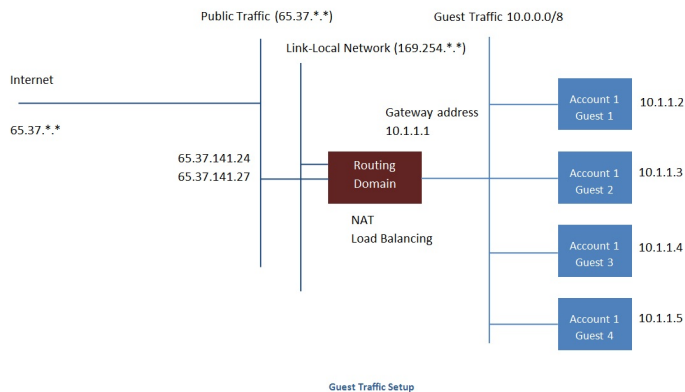 Public Traffic (65.37.*.*)
Guest Traffic 10.0.0.0/8
Link-Local Network (169.254.*.*)
Internet
65.37.*.*
Gateway address
10.1.1.1
65.37.141.24
65.37.141.27
Routing
Domain
NAT
Load Balancing
Account 1
Guest 1
10.1.1.2
Account 1
Guest 2
10.1.1.3
Account 1
Guest 3
10.1.1.4
Account 1
Guest 4
10.1.1.5
Guest Traffic Setup